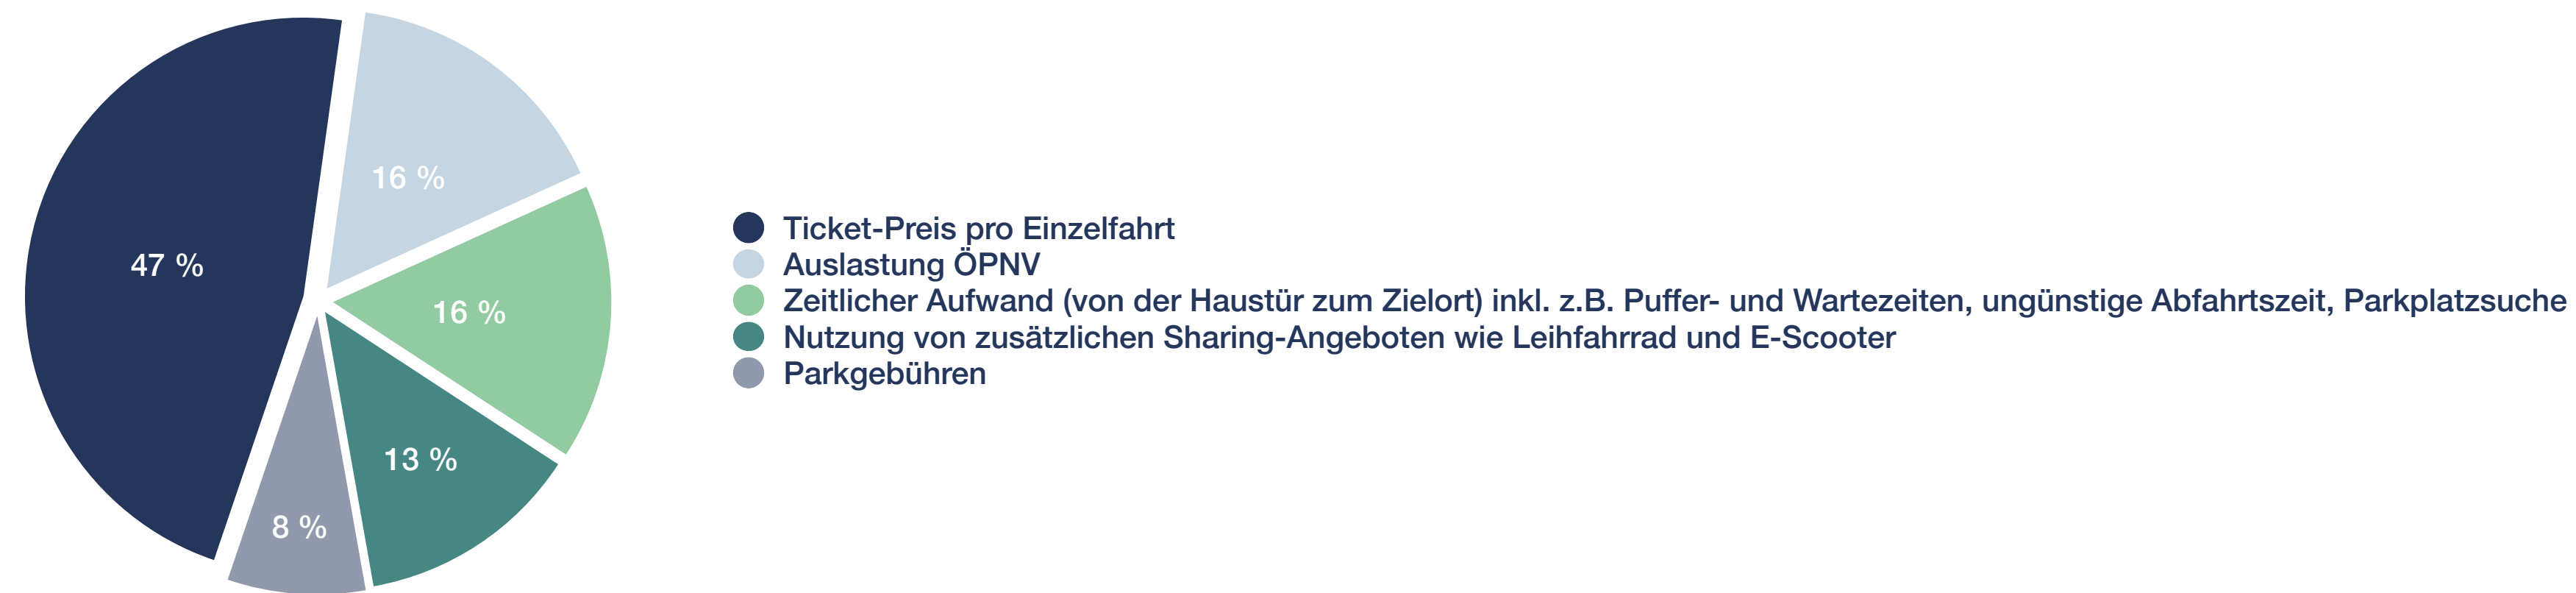 16 %
47 %
16 %
13 %
8 %
Ticket-Preis pro Einzelfahrt
Auslastung ÖPNV
Zeitlicher Aufwand (von der Haustür zum Zielort) inkl. z.B. Puffer- und Wartezeiten, ungünstige Abfahrtszeit, Parkplatzsuche
Nutzung von zusätzlichen Sharing-Angeboten wie Leihfahrrad und E-Scooter
Parkgebühren